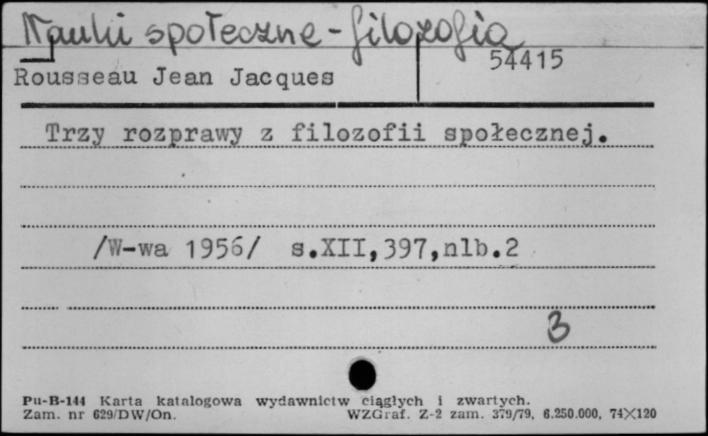 Nauki społeczne - filozofia
54415
Rousseau Jean Jacques
Trzy rozprawy z filozofii społecznej.
/W-wa 1956/ s.XII,397,nlb.2
3
Pu-B-144 Karta katalogowa wydawnictw ciągłych i zwartych.
Zam. nr 629/DW/On. WZGraf. Z-2 zam. 379/79, 6.250.000, 74×120